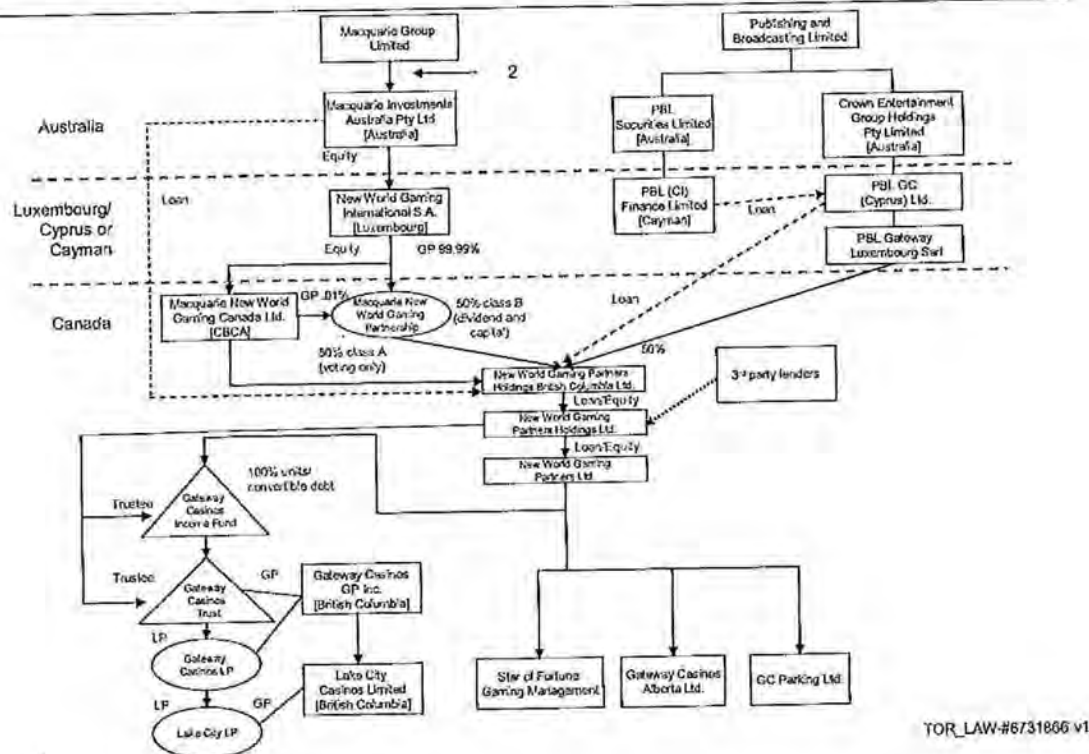 Macquarie Group
Limited
Publishing and
Broadcasting Limited
2
Australia
Macquarie Investments
Australia Pty Ltd
[Australia]
PBL
Securities Limited
[Australia]
Crown Entertainment
Group Holdings
Pty Limited
[Australia]
Equity
Luxembourg/
Cyprus or
Cayman
Loan
New World Gaming
International S.A.
[Luxembourg]
PBL (CI)
Finance Limited
[Cayman]
Loan
PBL GC
(Cyprus) Ltd.
PBL Gateway
Luxembourg Sarl
Equity
GP 99.99%
Canada
Macquarie New World
Gaming Canada Ltd.
[CBCA]
GP .01%
Macquarie New
World Gaming
Partnership
50% class B
(dividend and
capital)
Loan
50% class A
(voting only)
50%
New World Gaming Partners
Holdings British Columbia Ltd.
3rd party lenders
Loan/Equity
New World Gaming
Partners Holdings Ltd.
Loan/Equity
New World Gaming
Partners Ltd.
100% units/
convertible debt
Trustee
Gateway
Casinos
Income Fund
Trustee
Gateway
Casinos
Trust
GP
Gateway Casinos
GP Inc.
[British Columbia]
LP
Gateway
Casinos LP
LP
GP
Lake City
Casinos Limited
[British Columbia]
Lake City LP
Star of Fortune
Gaming Management
Gateway Casinos
Alberta Ltd.
GC Parking Ltd.
TOR_LAW-#6731866 v1